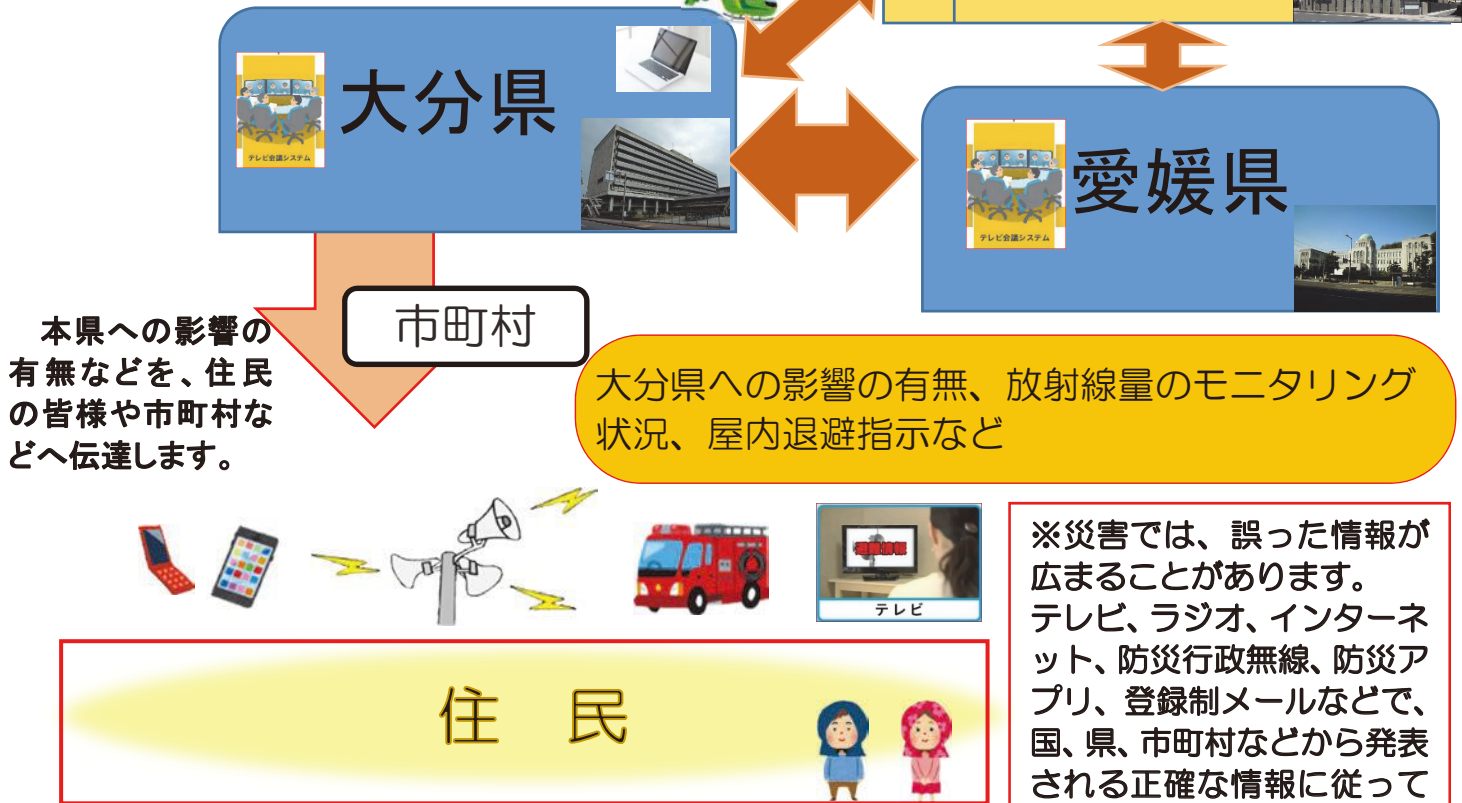 大分県
テレビ会議システム
愛媛県
テレビ会議システム
市町村
本県への影響の
有無などを、住民
の皆様や市町村な
どへ伝達します。
大分県への影響の有無、放射線量のモニタリング
状況、屋内退避指示など
避難情報
テレビ
住 民
※災害では、誤った情報が
広まることがあります。
テレビ、ラジオ、インターネ
ット、防災行政無線、防災ア
プリ、登録制メールなどで、
国、県、市町村などから発表
される正確な情報に従って